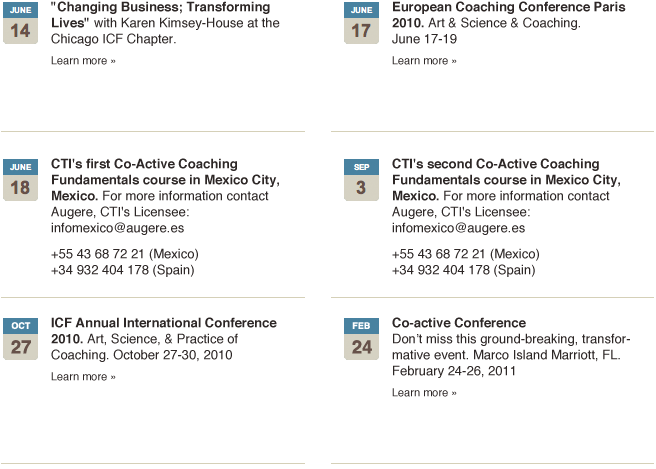 JUNE
14
"Changing Business; Transforming
Lives" with Karen Kimsey-House at the
Chicago ICF Chapter.
Learn more »
JUNE
17
European Coaching Conference Paris
2010. Art & Science & Coaching.
June 17-19
Learn more »
JUNE
18
CTI's first Co-Active Coaching
Fundamentals course in Mexico City,
Mexico. For more information contact
Augere, CTI's Licensee:
infomexico@augere.es
+55 43 68 72 21 (Mexico)
+34 932 404 178 (Spain)
SEP
3
CTI's second Co-Active Coaching
Fundamentals course in Mexico City,
Mexico. For more information contact
Augere, CTI's Licensee:
infomexico@augere.es
+55 43 68 72 21 (Mexico)
+34 932 404 178 (Spain)
OCT
27
ICF Annual International Conference
2010. Art, Science, & Practice of
Coaching. October 27-30, 2010
Learn more »
FEB
24
Co-active Conference
Don't miss this ground-breaking, transfor-
mative event. Marco Island Marriott, FL.
February 24-26, 2011
Learn more »